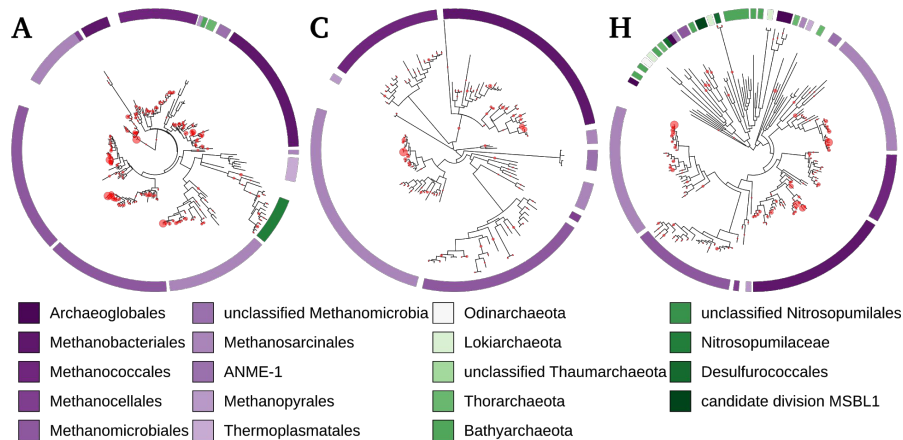 A C H
Archaeoglobales unclassified Methanomicrobia Odinarchaeota unclassified Nitrosopumilales
Methanobacteriales Methanosarcinales Lokiarchaeota Nitrosopumilaceae
Methanococcales ANME-1 unclassified Thaumarchaeota Desulfurococcales
Methanocellales Methanopyrales Thorarchaeota candidate division MSBL1
Methanomicrobiales Thermoplasmatales Bathyarchaeota